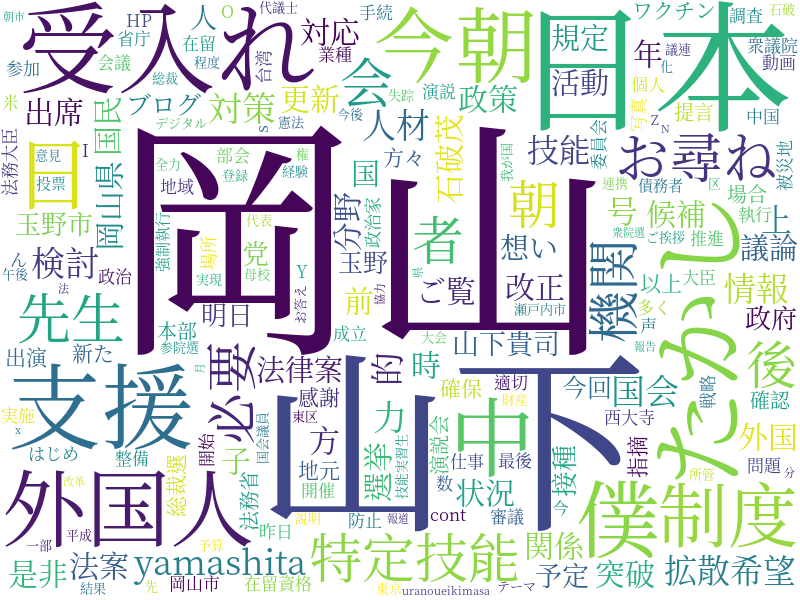 朝市
HP
人
O
代議士
ワクチン
調査
石破
受入れ
今朝
日本
規定
活動
年
対応
業種
省庁
在留
手続
総裁
台湾
程度
会
失踪
演説
議連
化
衆議院
動画
参加
会議
米
出席
ブログ
対策
更新
政策
個人
写真
提言
Z
N
中国
今後
憲法
デジタル
s
人材
技能
委員会
お尋ね
被災地
法務大臣
日
意見
投票
I
国民
岡山県
部会
全力
登録
権
経験
地域
方々
国
石破茂
我が国
朝
連携
債務者
区
場合
執行
号
候補
上
玉野市
強制執行
岡山
分野
政治家
党
者
想い
機関
衆院選
ご挨拶
推進
議論
代表
母校
場所
実現
Y
お答え
玉野
ご覧
改正
以上
大臣
情報
ん
午後
検討
政治
法
先生
明日
前
県
協力
瀬戸内市
多く
声
政府
本部
参院選
成立
大会
山下貴司
報告
たかし
出演
新た
支援
必要
月
法律案
感謝
的
時
確保
適切
財産
今回
国会
戦略
後
確認
実施
x
はじめ
整備
総裁選
開始
子
国会議員
東区
方
地元
開催
山下
力
選挙
技能実習生
演説会
中
仕事
最後
数
西大寺
指摘
外国
問題
分
所管
外国人
法務省
昨日
防止
報道
状況
cont
審議
今
接種
僕
制度
改革
平成
一部
説明
予算
是非
法案
結果
先
yamashita
岡山市
在留資格
特定技能
東京
uranoueikimasa
関係
テーマ
予定
突破
拡散希望